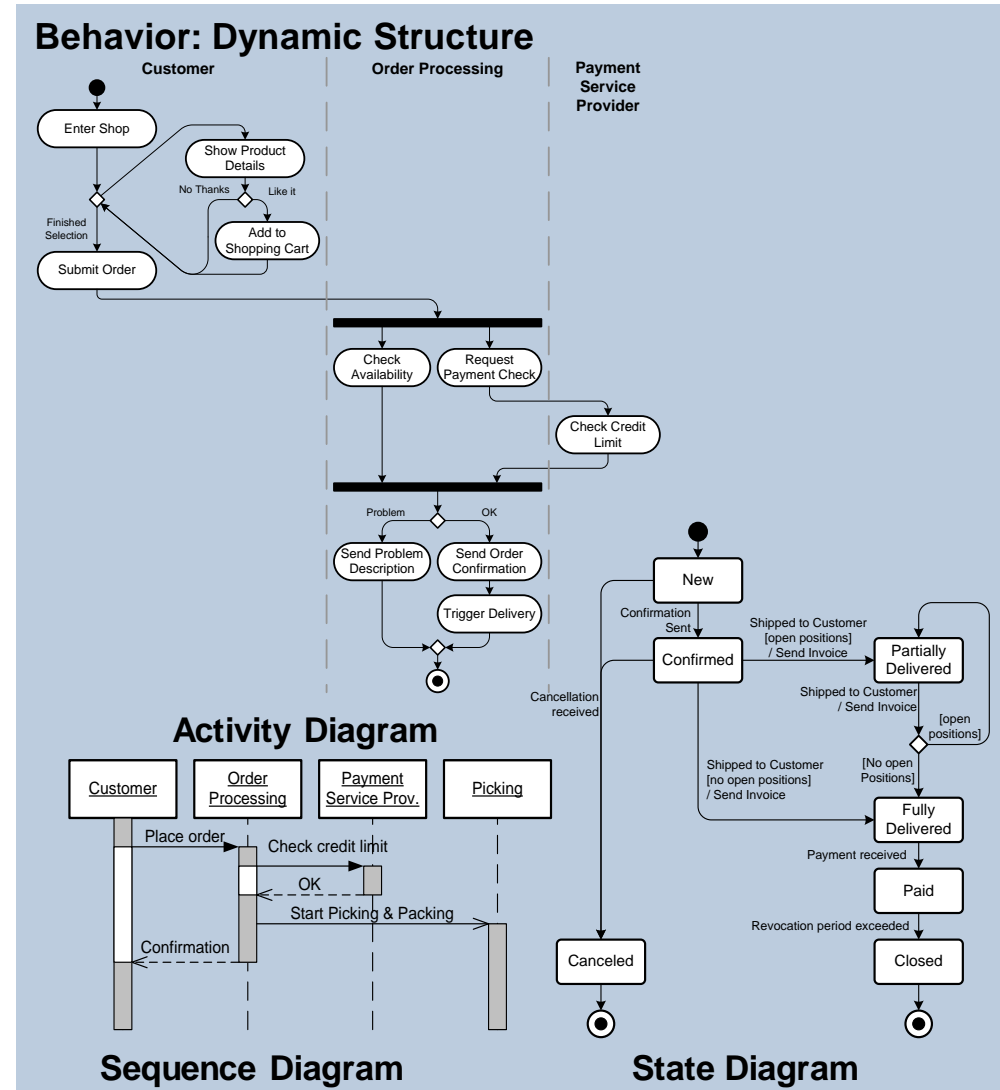 Behavior: Dynamic Structure
Customer
Order Processing
Payment
Service
Provider
Enter Shop
Show Product
Details
No Thanks
Like it
Finished
Selection
Add to
Shopping Cart
Submit Order
Check
Availability
Request
Payment Check
Check Credit
Limit
Problem
OK
Send Problem
Description
Send Order
Confirmation
Trigger Delivery
Activity Diagram
New
Confirmation
Sent
Confirmed
Shipped to Customer
[open positions]
/ Send Invoice
Partially
Delivered
Cancellation
received
Shipped to Customer
/ Send Invoice
[open
positions]
Shipped to Customer
[no open positions]
/ Send Invoice
[No open
Positions]
Fully
Delivered
Payment received
Paid
Revocation period exceeded
Canceled
Closed
State Diagram
Customer
Order
Processing
Payment
Service Prov.
Picking
Place order
Check credit limit
OK
Start Picking & Packing
Confirmation
Sequence Diagram